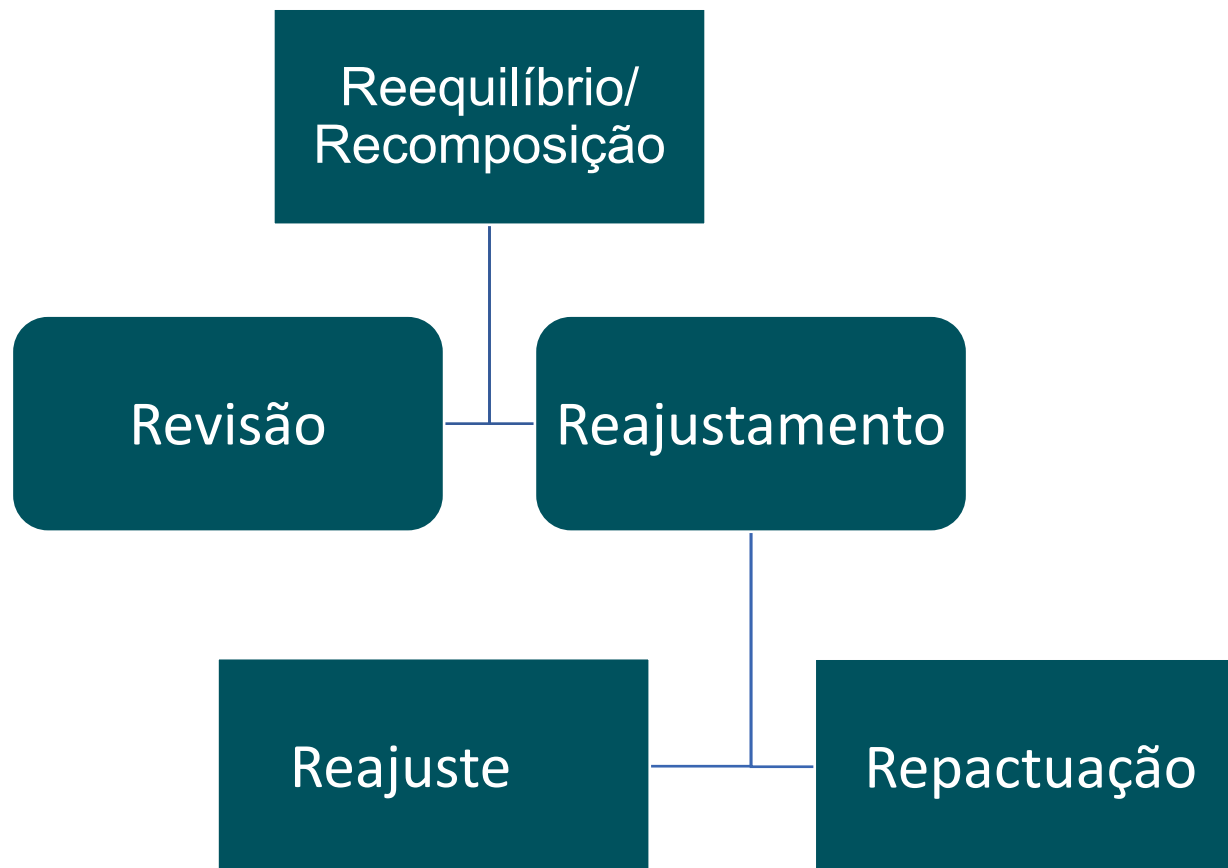 Reequilíbrio/
Recomposição
Revisão
Reajustamento
Reajuste
Repactuação